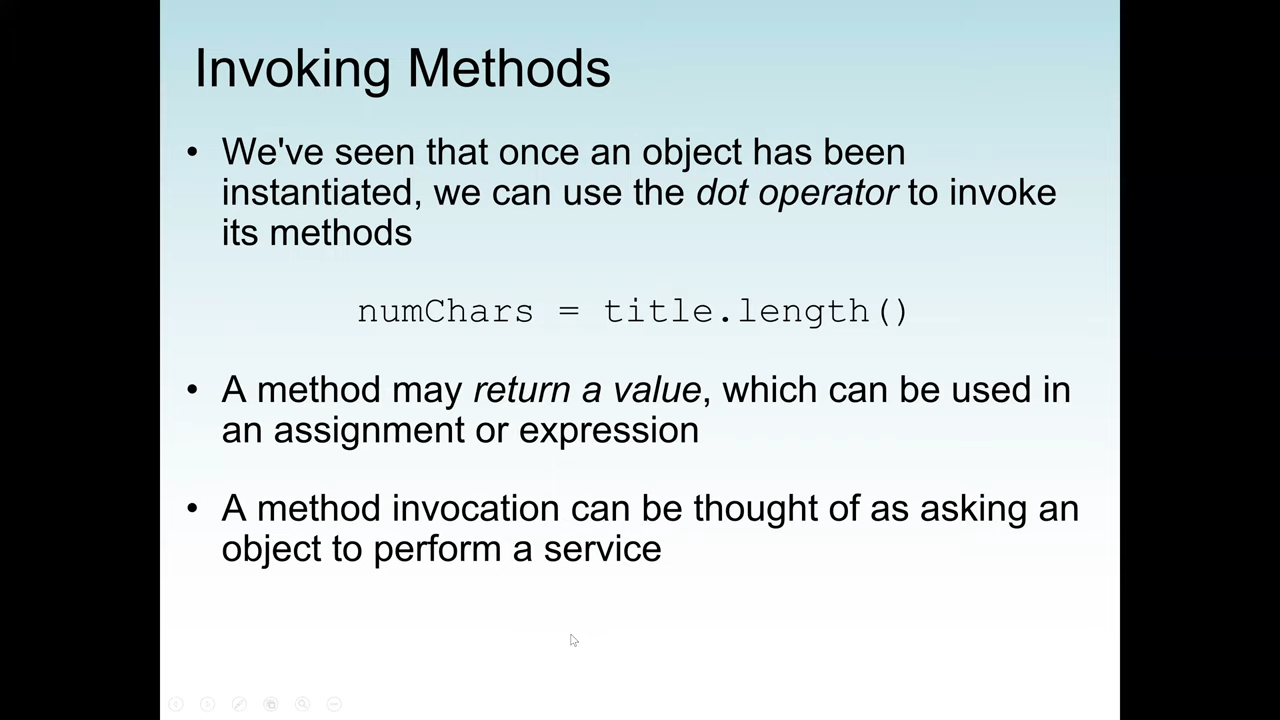 Invoking Methods
• We've seen that once an object has been
instantiated, we can use the dot operator to invoke
its methods
numChars = title.length()
• A method may return a value, which can be used in
an assignment or expression
• A method invocation can be thought of as asking an
object to perform a service